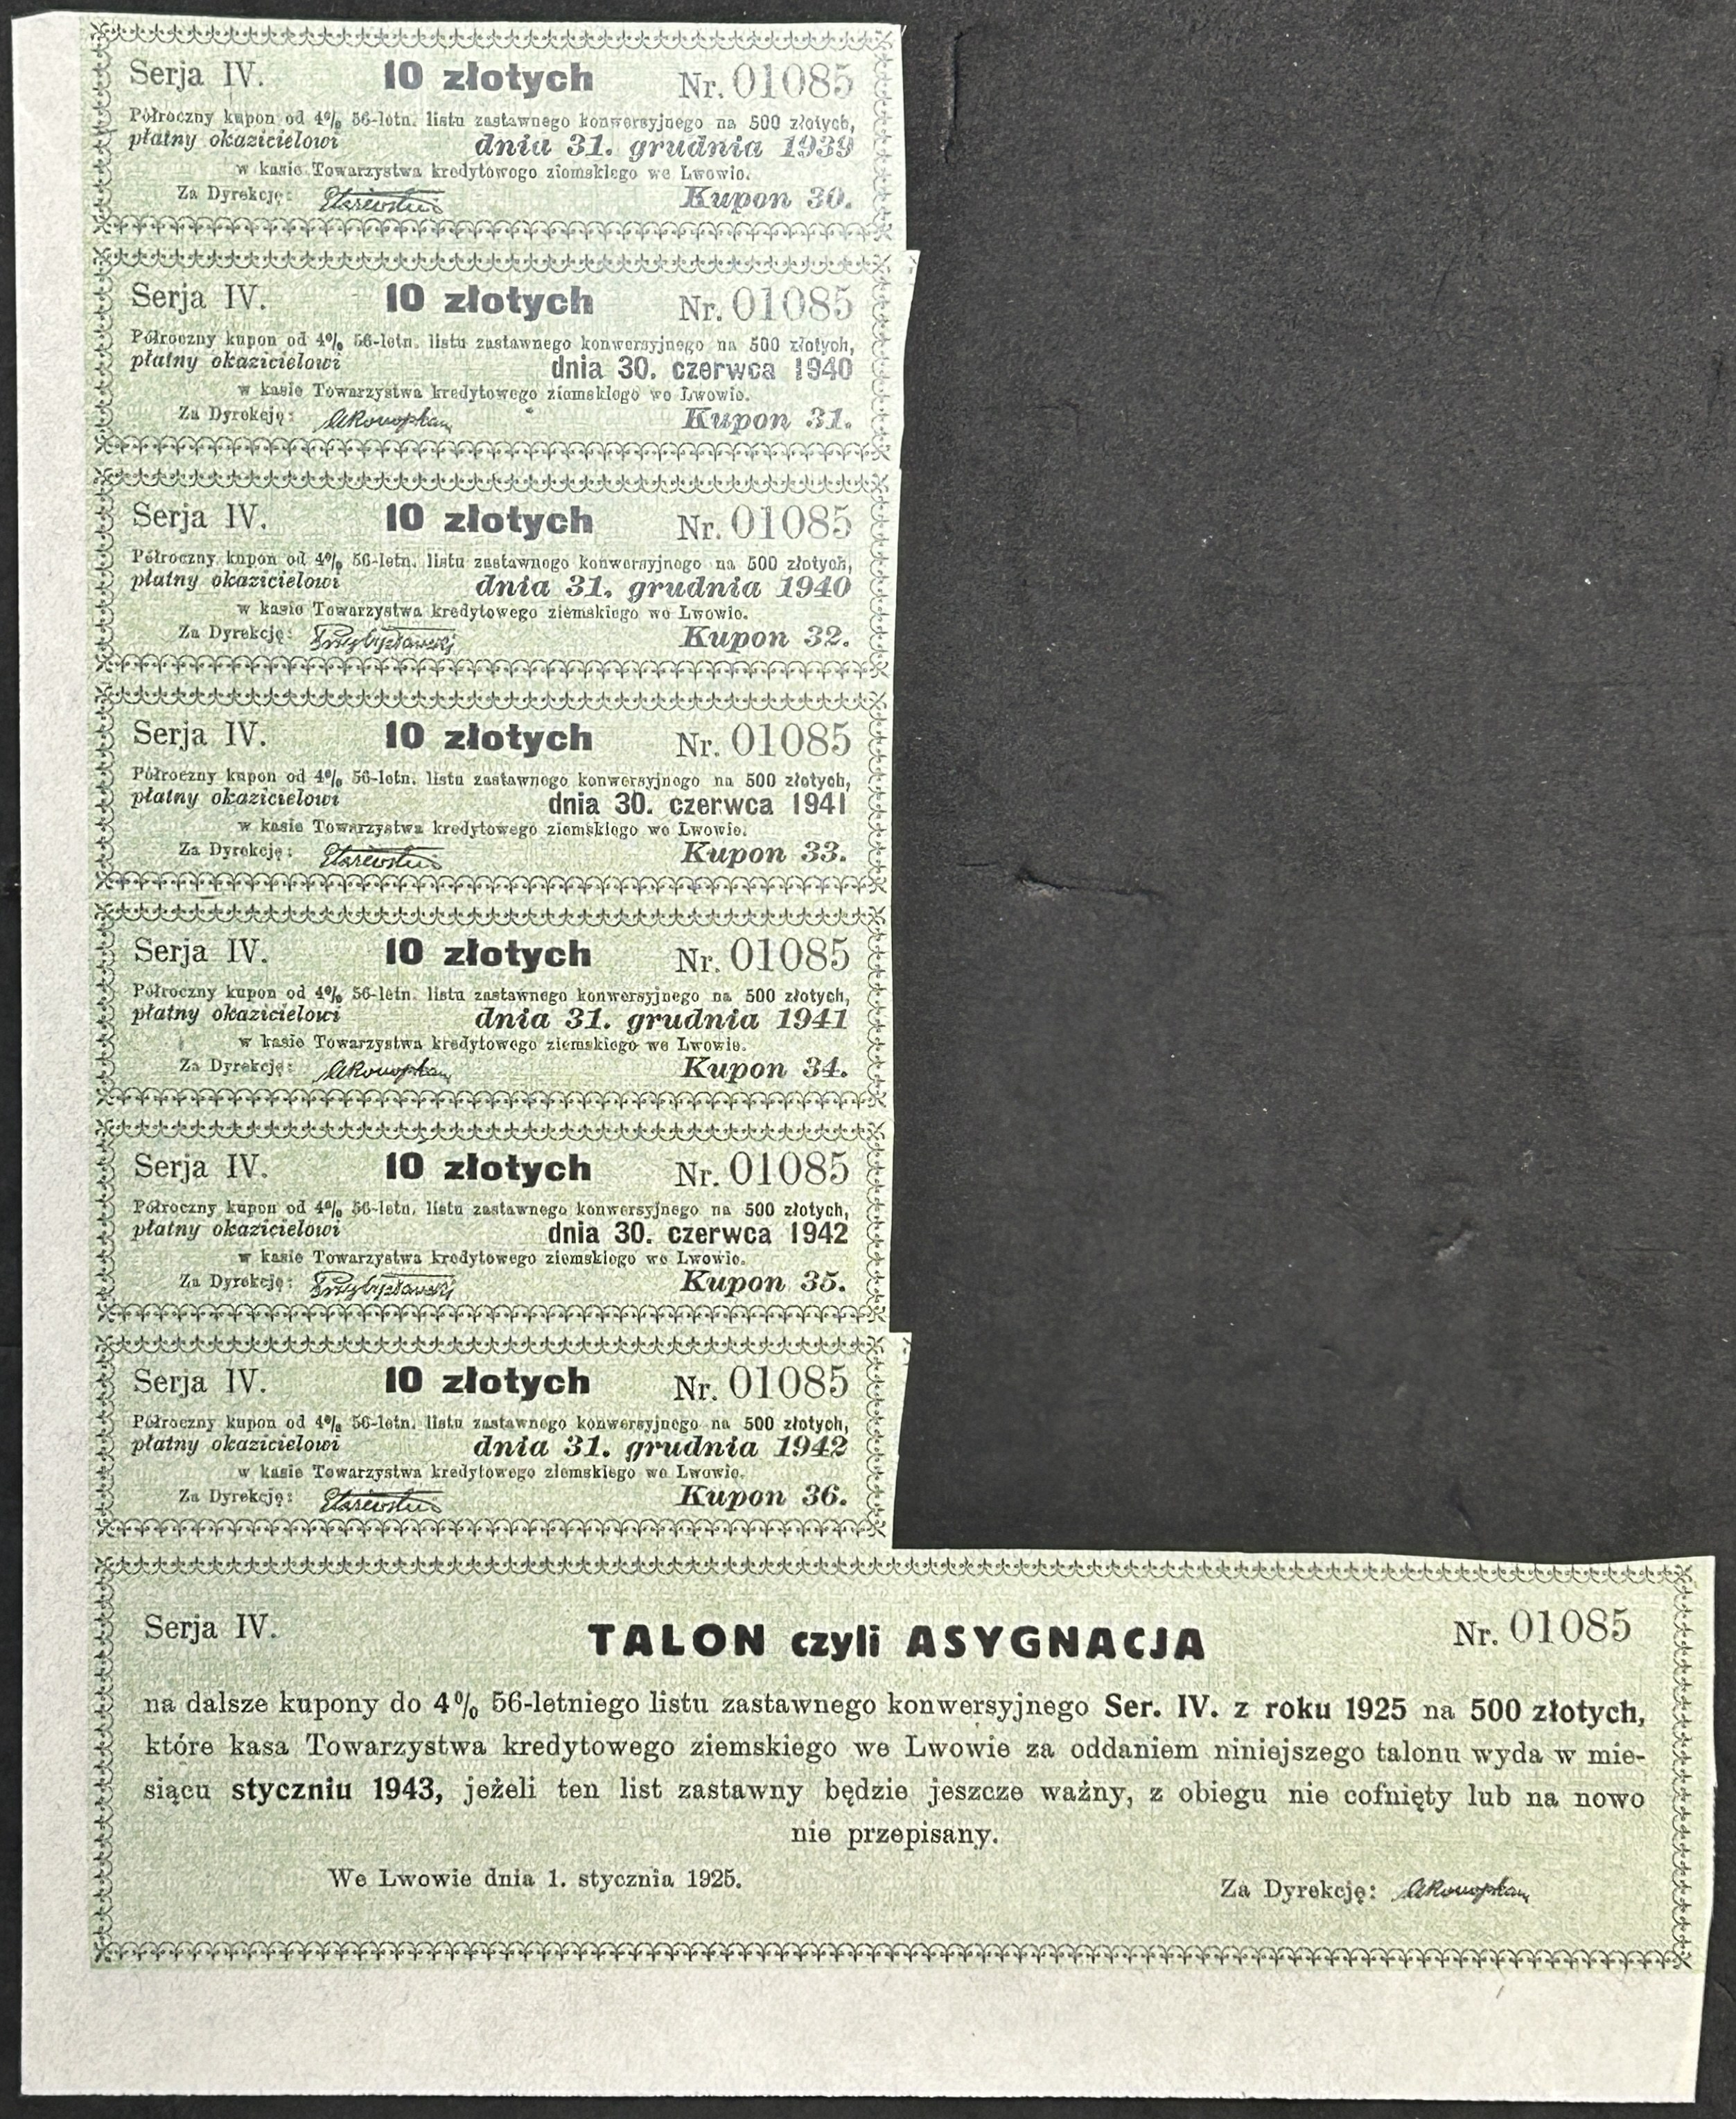 Serja IV. 10 złotych Nr. 01085
Półroczny kupon od 4% 56-letn. listu zastawnego konwersyjnego na 500 złotych,
płatny okazicielowi dnia 31. grudnia 1939
w kasie Towarzystwa kredytowego ziemskiego we Lwowie.
Za Dyrekcję: Kupon 30.
Serja IV. 10 złotych Nr. 01085
Półroczny kupon od 4% 56-letn. listu zastawnego konwersyjnego na 500 złotych,
płatny okazicielowi dnia 30. czerwca 1940
w kasie Towarzystwa kredytowego ziemskiego we Lwowie.
Za Dyrekcję: Kupon 31.
Serja IV. 10 złotych Nr. 01085
Półroczny kupon od 4% 56-letn. listu zastawnego konwersyjnego na 500 złotych,
płatny okazicielowi dnia 31. grudnia 1940
w kasie Towarzystwa kredytowego ziemskiego we Lwowie.
Za Dyrekcję: Kupon 32.
Serja IV. 10 złotych Nr. 01085
Półroczny kupon od 4% 56-letn. listu zastawnego konwersyjnego na 500 złotych,
płatny okazicielowi dnia 30. czerwca 1941
w kasie Towarzystwa kredytowego ziemskiego we Lwowie.
Za Dyrekcję: Kupon 33.
Serja IV. 10 złotych Nr. 01085
Półroczny kupon od 4% 56-letn. listu zastawnego konwersyjnego na 500 złotych,
płatny okazicielowi dnia 31. grudnia 1941
w kasie Towarzystwa kredytowego ziemskiego we Lwowie.
Za Dyrekcję: Kupon 34.
Serja IV. 10 złotych Nr. 01085
Półroczny kupon od 4% 56-letn. listu zastawnego konwersyjnego na 500 złotych,
płatny okazicielowi dnia 30. czerwca 1942
w kasie Towarzystwa kredytowego ziemskiego we Lwowie.
Za Dyrekcję: Kupon 35.
Serja IV. 10 złotych Nr. 01085
Półroczny kupon od 4% 56-letn. listu zastawnego konwersyjnego na 500 złotych,
płatny okazicielowi dnia 31. grudnia 1942
w kasie Towarzystwa kredytowego ziemskiego we Lwowie.
Za Dyrekcję: Kupon 36.
Serja IV. TALON czyli ASYGNACJA Nr. 01085
na dalsze kupony do 4% 56-letniego listu zastawnego konwersyjnego Ser. IV. z roku 1925 na 500 złotych,
które kasa Towarzystwa kredytowego ziemskiego we Lwowie za oddaniem niniejszego talonu wyda w mie-
siącu styczniu 1943, jeżeli ten list zastawny będzie jeszcze ważny, z obiegu nie cofnięty lub na nowo
nie przepisany.
We Lwowie dnia 1. stycznia 1925. Za Dyrekcję: